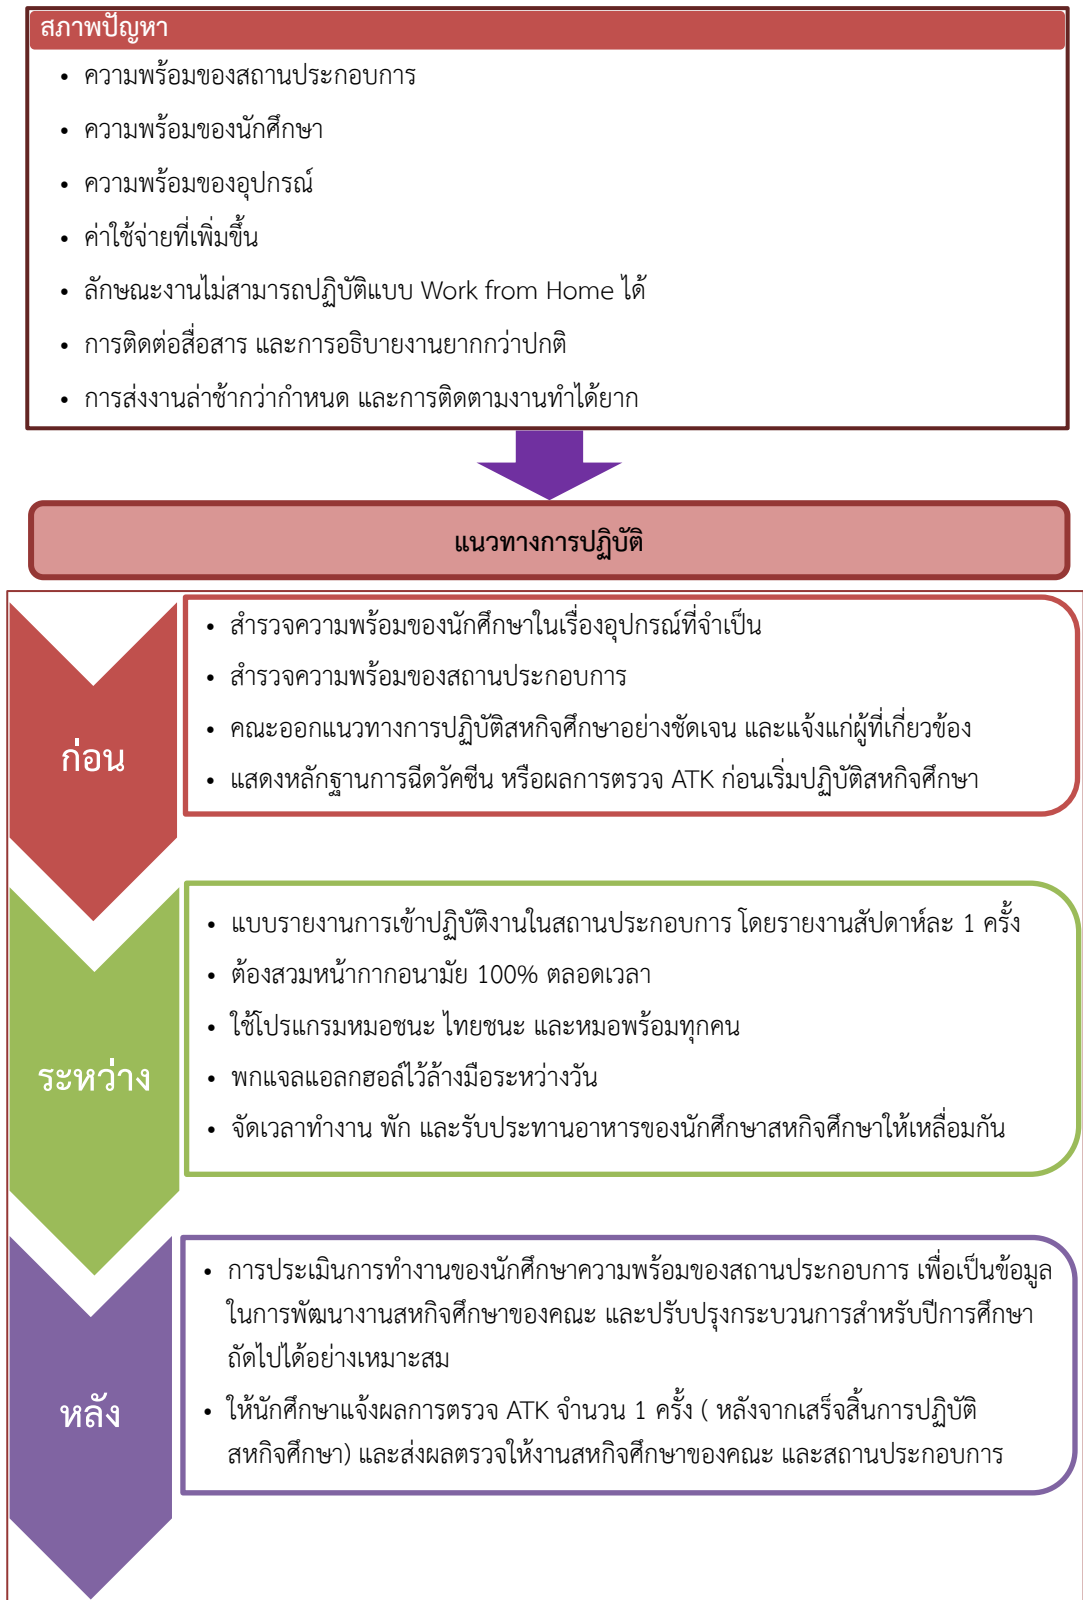 สภาพปัญหา
• ความพร้อมของสถานประกอบการ
• ความพร้อมของนักศึกษา
• ความพร้อมของอุปกรณ์
• ค่าใช้จ่ายที่เพิ่มขึ้น
• ลักษณะงานไม่สามารถปฏิบัติแบบ Work from Home ได้
• การติดต่อสื่อสาร และการอธิบายงานยากกว่าปกติ
• การส่งงานล่าช้ากว่ากำหนด และการติดตามงานทำได้ยาก
แนวทางการปฏิบัติ
ก่อน
• สำรวจความพร้อมของนักศึกษาในเรื่องอุปกรณ์ที่จำเป็น
• สำรวจความพร้อมของสถานประกอบการ
• คณะออกแนวทางการปฏิบัติสหกิจศึกษาอย่างชัดเจน และแจ้งแก่ผู้ที่เกี่ยวข้อง
• แสดงหลักฐานการฉีดวัคซีน หรือผลการตรวจ ATK ก่อนเริ่มปฏิบัติสหกิจศึกษา
ระหว่าง
• แบบรายงานการเข้าปฏิบัติงานในสถานประกอบการ โดยรายงานสัปดาห์ละ 1 ครั้ง
• ต้องสวมหน้ากากอนามัย 100% ตลอดเวลา
• ใช้โปรแกรมหมอชนะ ไทยชนะ และหมอพร้อมทุกคน
• พกแจลแอลกฮอล์ไว้ล้างมือระหว่างวัน
• จัดเวลาทำงาน พัก และรับประทานอาหารของนักศึกษาสหกิจศึกษาให้เหลื่อมกัน
หลัง
• การประเมินการทำงานของนักศึกษาความพร้อมของสถานประกอบการ เพื่อเป็นข้อมูล
ในการพัฒนางานสหกิจศึกษาของคณะ และปรับปรุงกระบวนการสำหรับปีการศึกษา
ถัดไปได้อย่างเหมาะสม
• ให้นักศึกษาแจ้งผลการตรวจ ATK จำนวน 1 ครั้ง ( หลังจากเสร็จสิ้นการปฏิบัติ
สหกิจศึกษา) และส่งผลตรวจให้งานสหกิจศึกษาของคณะ และสถานประกอบการ